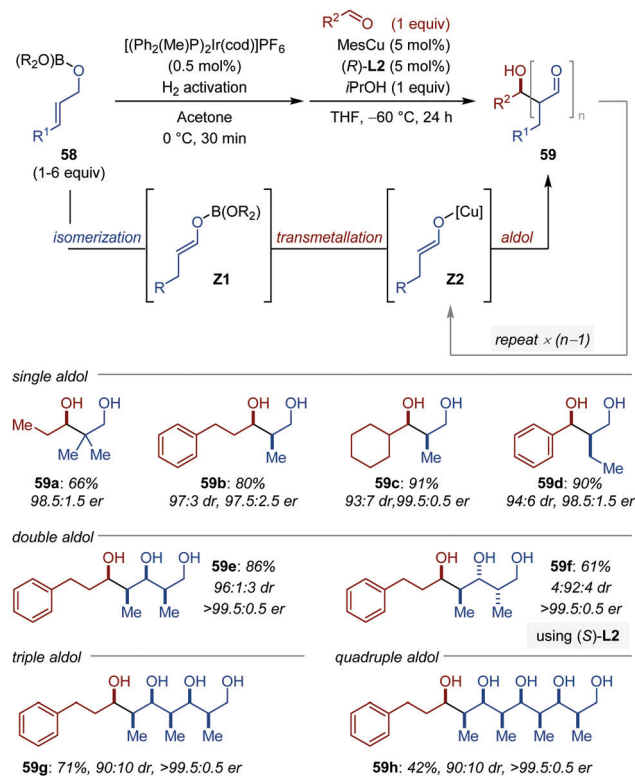 (R2O)B
O
R1
58
(1-6 equiv)
[(Ph2(Me)P)2Ir(cod)]PF6
(0.5 mol%)
H2 activation
Acetone
0 °C, 30 min
R2 O (1 equiv)
MesCu (5 mol%)
(R)-L2 (5 mol%)
iPrOH (1 equiv)
THF, −60 °C, 24 h
HO O
R2
R1
n
59
isomerization
O B(OR2)
R
Z1
transmetallation
O [Cu]
R
Z2
aldol
repeat × (n−1)
single aldol
OH OH
Me
Me Me
59a: 66%
98.5:1.5 er
OH OH
Me
59b: 80%
97:3 dr, 97.5:2.5 er
OH OH
Me
59c: 91%
93:7 dr,99.5:0.5 er
OH OH
Me
59d: 90%
94:6 dr, 98.5:1.5 er
double aldol
OH OH OH
Me Me
59e: 86%
96:1:3 dr
>99.5:0.5 er
OH OH OH
Me Me
59f: 61%
4:92:4 dr
>99.5:0.5 er
using (S)-L2
triple aldol
OH OH OH OH
Me Me Me
59g: 71%, 90:10 dr, >99.5:0.5 er
quadruple aldol
OH OH OH OH OH
Me Me Me Me
59h: 42%, 90:10 dr, >99.5:0.5 er